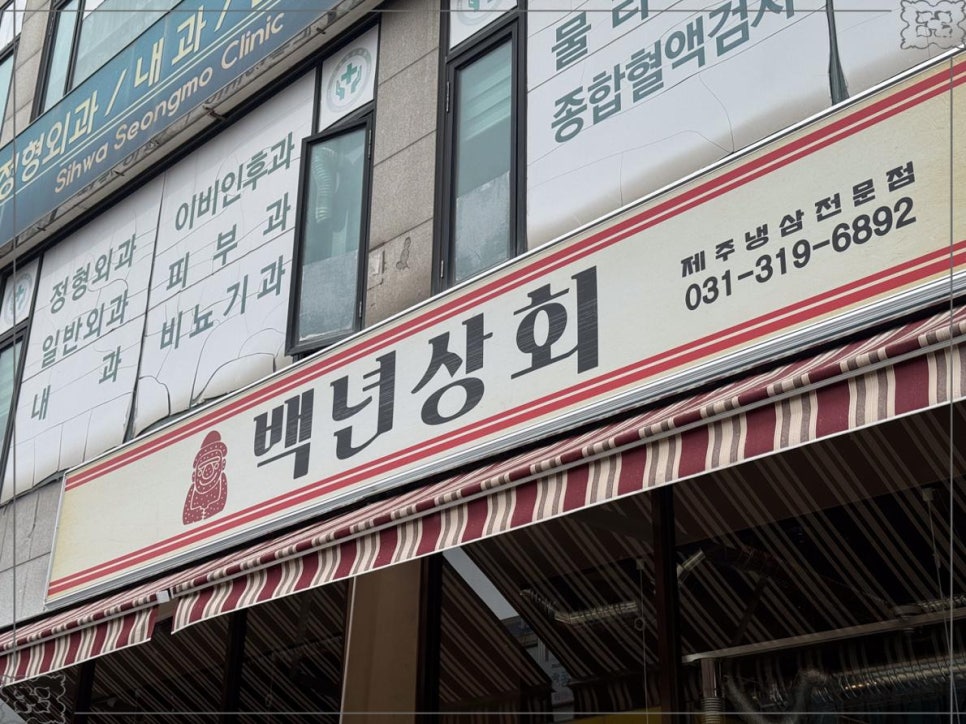 정형외과 / 내과 /
Sihwa Seongmo Clinic
정형외과
일반외과
내 과
이비인후과
피 부 과
비뇨기과
물 리
종합혈액검사
백년상회
제주냉삼전문점
031-319-6892